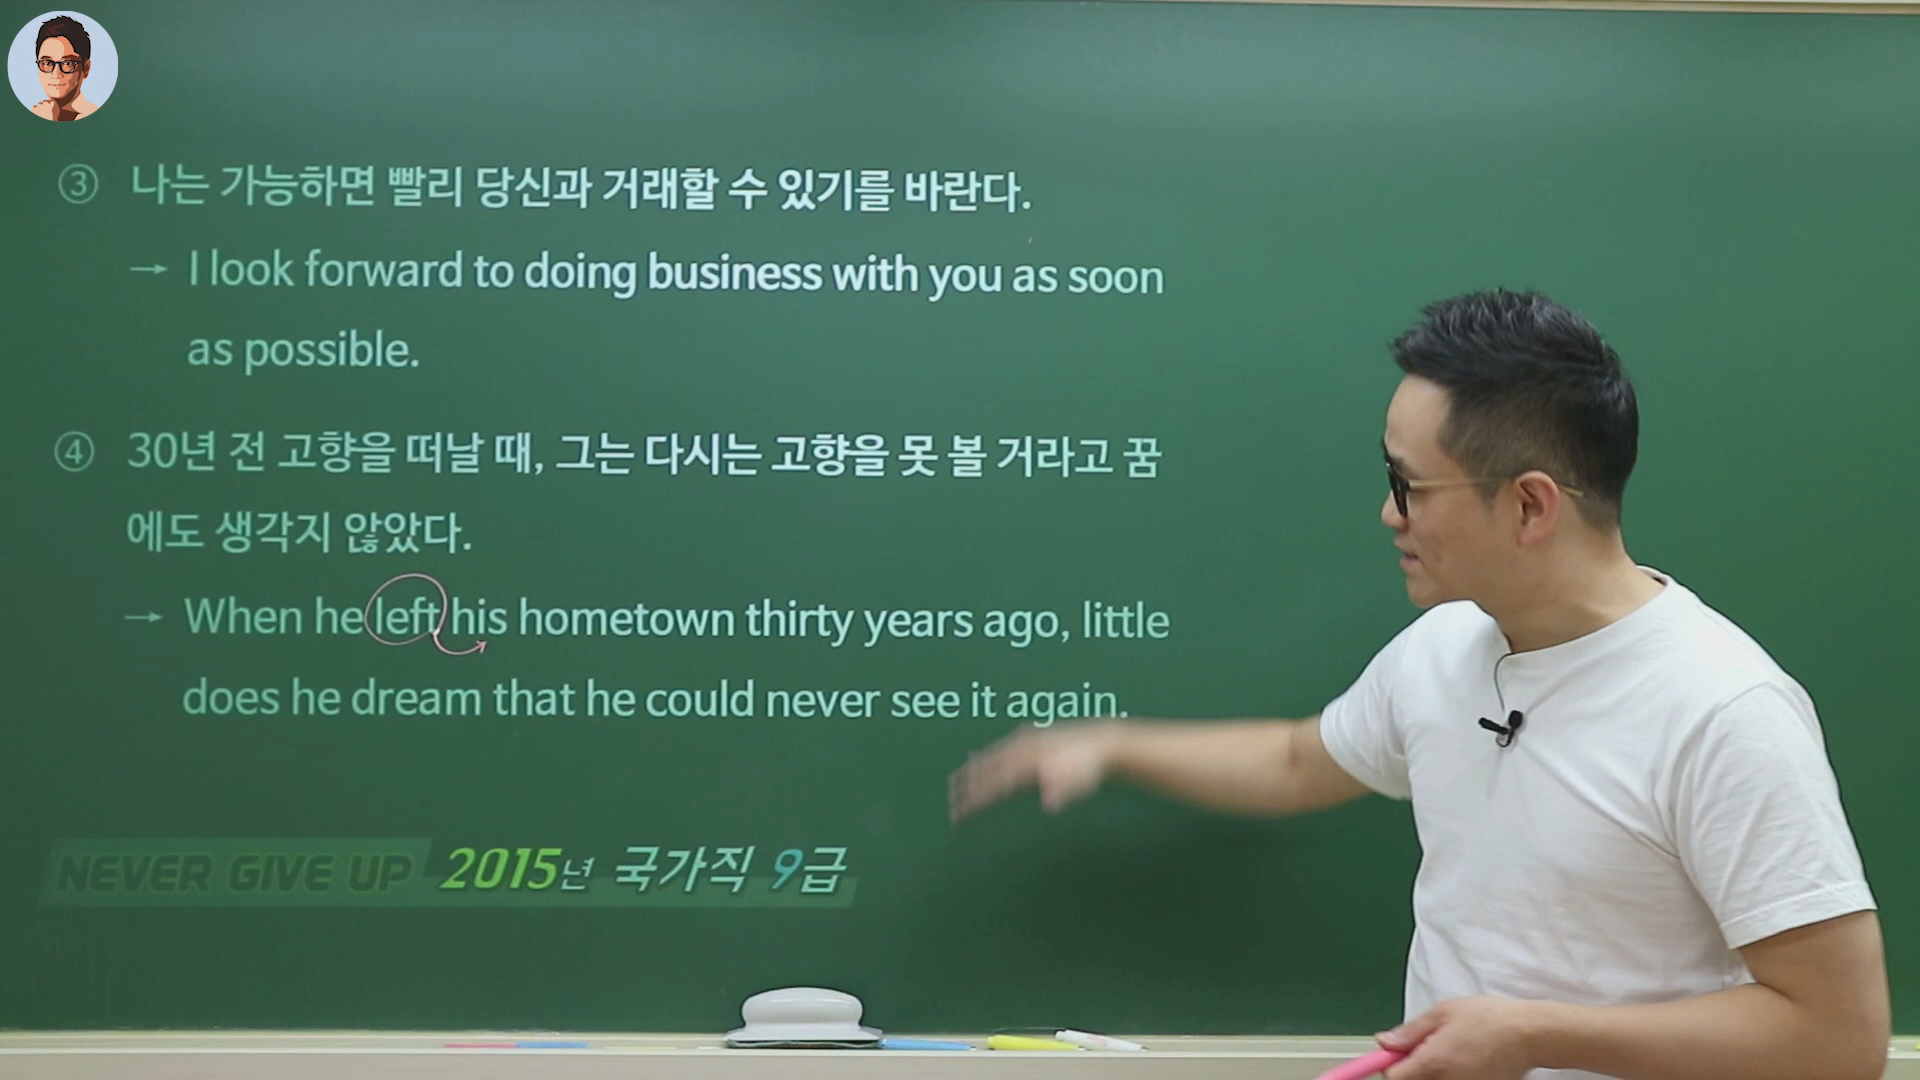 ③ 나는 가능하면 빨리 당신과 거래할 수 있기를 바란다.
→ I look forward to doing business with you as soon
as possible.
④ 30년 전 고향을 떠날 때, 그는 다시는 고향을 못 볼 거라고 꿈
에도 생각지 않았다.
→ When he left his hometown thirty years ago, little
does he dream that he could never see it again.
NEVER GIVE UP 2015년 국가직 9급